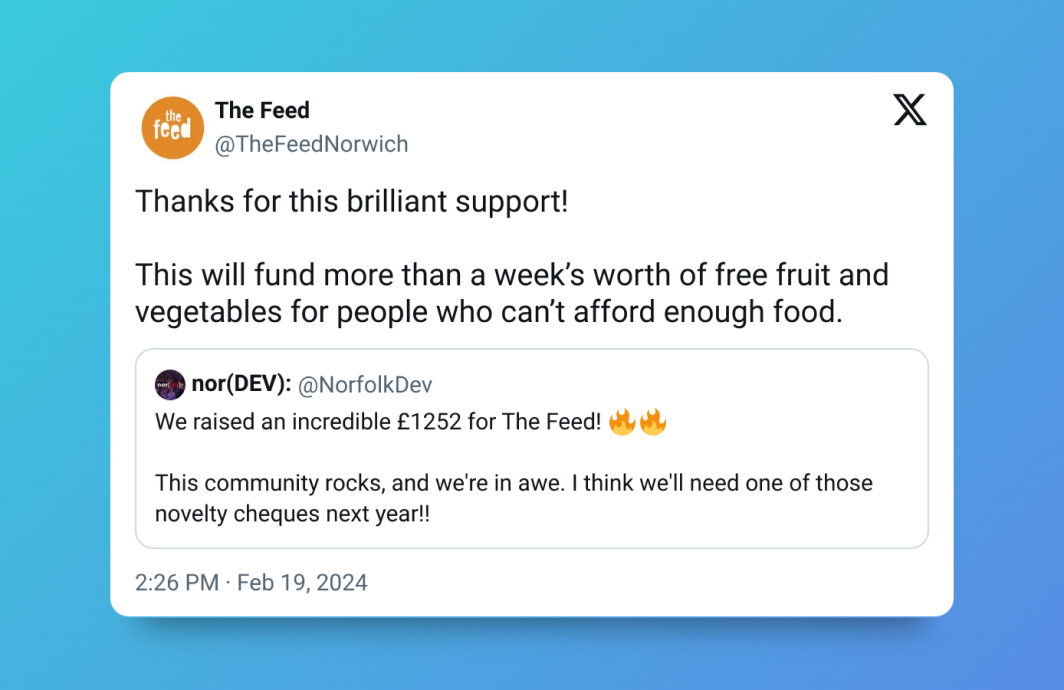 the
feed
The Feed
@TheFeedNorwich
Thanks for this brilliant support!
This will fund more than a week’s worth of free fruit and
vegetables for people who can’t afford enough food.
nor(DEV): @NorfolkDev
We raised an incredible £1252 for The Feed! 🔥🔥
This community rocks, and we're in awe. I think we'll need one of those
novelty cheques next year!!
2:26 PM · Feb 19, 2024